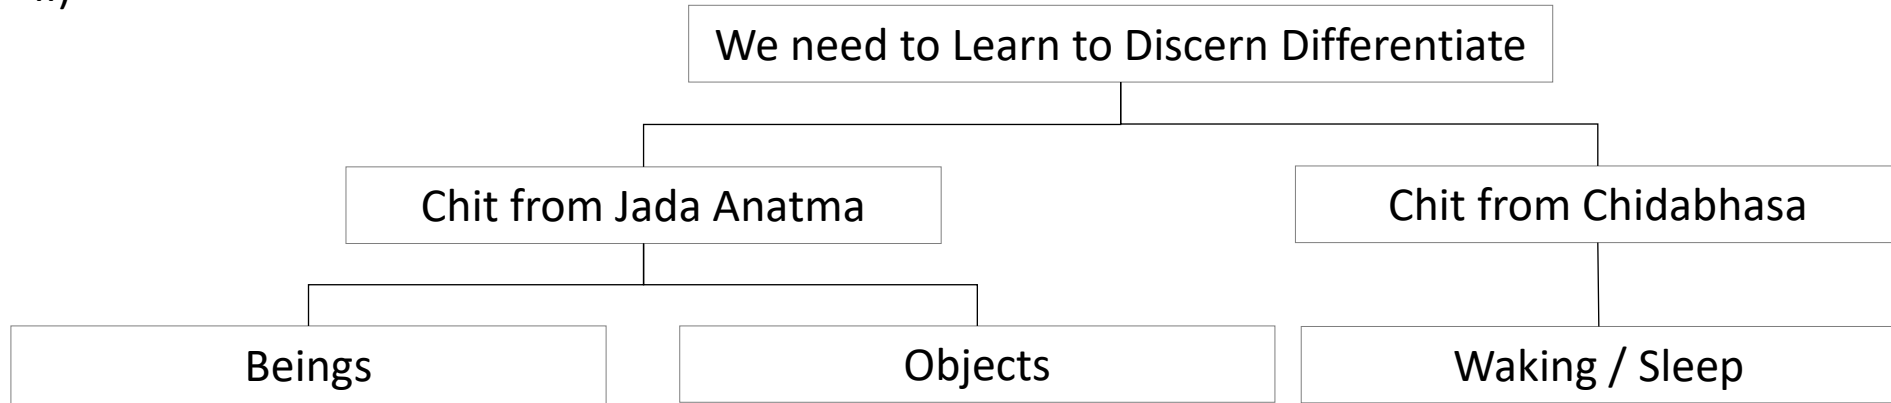 We need to Learn to Discern Differentiate
Chit from Jada Anatma
Chit from Chidabhasa
Beings
Objects
Waking / Sleep